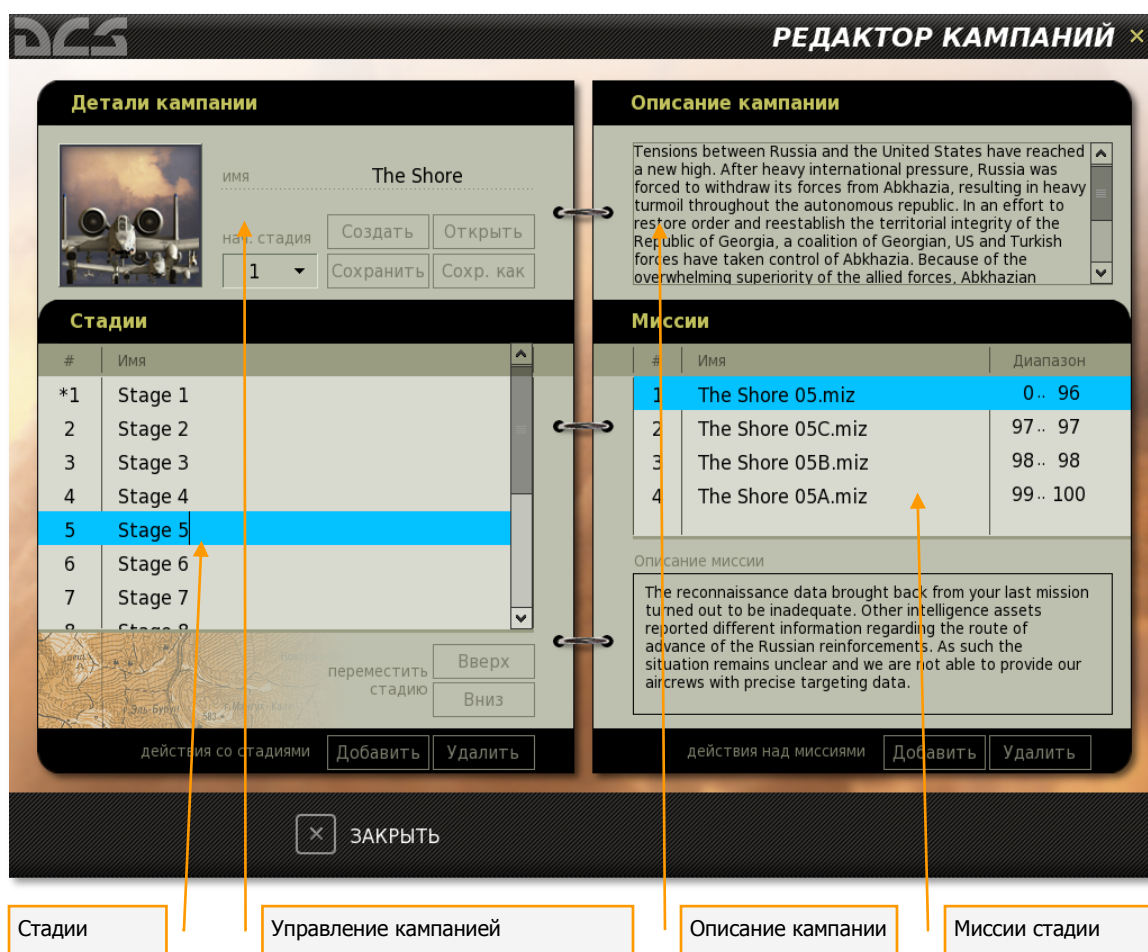 DCS
РЕДАКТОР КАМПАНИЙ ×
Детали кампании
имя The Shore
нач. стадия
1
Создать Открыть
Сохранить Сохр. как
Стадии
# Имя
*1 Stage 1
2 Stage 2
3 Stage 3
4 Stage 4
5 Stage 5
6 Stage 6
7 Stage 7
8 Stage 8
переместить стадию
Вверх
Вниз
действия со стадиями Добавить Удалить
Описание кампании
Tensions between Russia and the United States have reached
a new high. After heavy international pressure, Russia was
forced to withdraw its forces from Abkhazia, resulting in heavy
turmoil throughout the autonomous republic. In an effort to
restore order and reestablish the territorial integrity of the
Republic of Georgia, a coalition of Georgian, US and Turkish
forces have taken control of Abkhazia. Because of the
overwhelming superiority of the allied forces, Abkhazian
Миссии
# Имя Диапазон
1 The Shore 05.miz 0.. 96
2 The Shore 05C.miz 97.. 97
3 The Shore 05B.miz 98.. 98
4 The Shore 05A.miz 99.. 100
Описание миссии
The reconnaissance data brought back from your last mission
turned out to be inadequate. Other intelligence assets
reported different information regarding the route of
advance of the Russian reinforcements. As such the
situation remains unclear and we are not able to provide our
aircrews with precise targeting data.
действия над миссиями Добавить Удалить
× ЗАКРЫТЬ
Стадии
Управление кампанией
Описание кампании
Миссии стадии